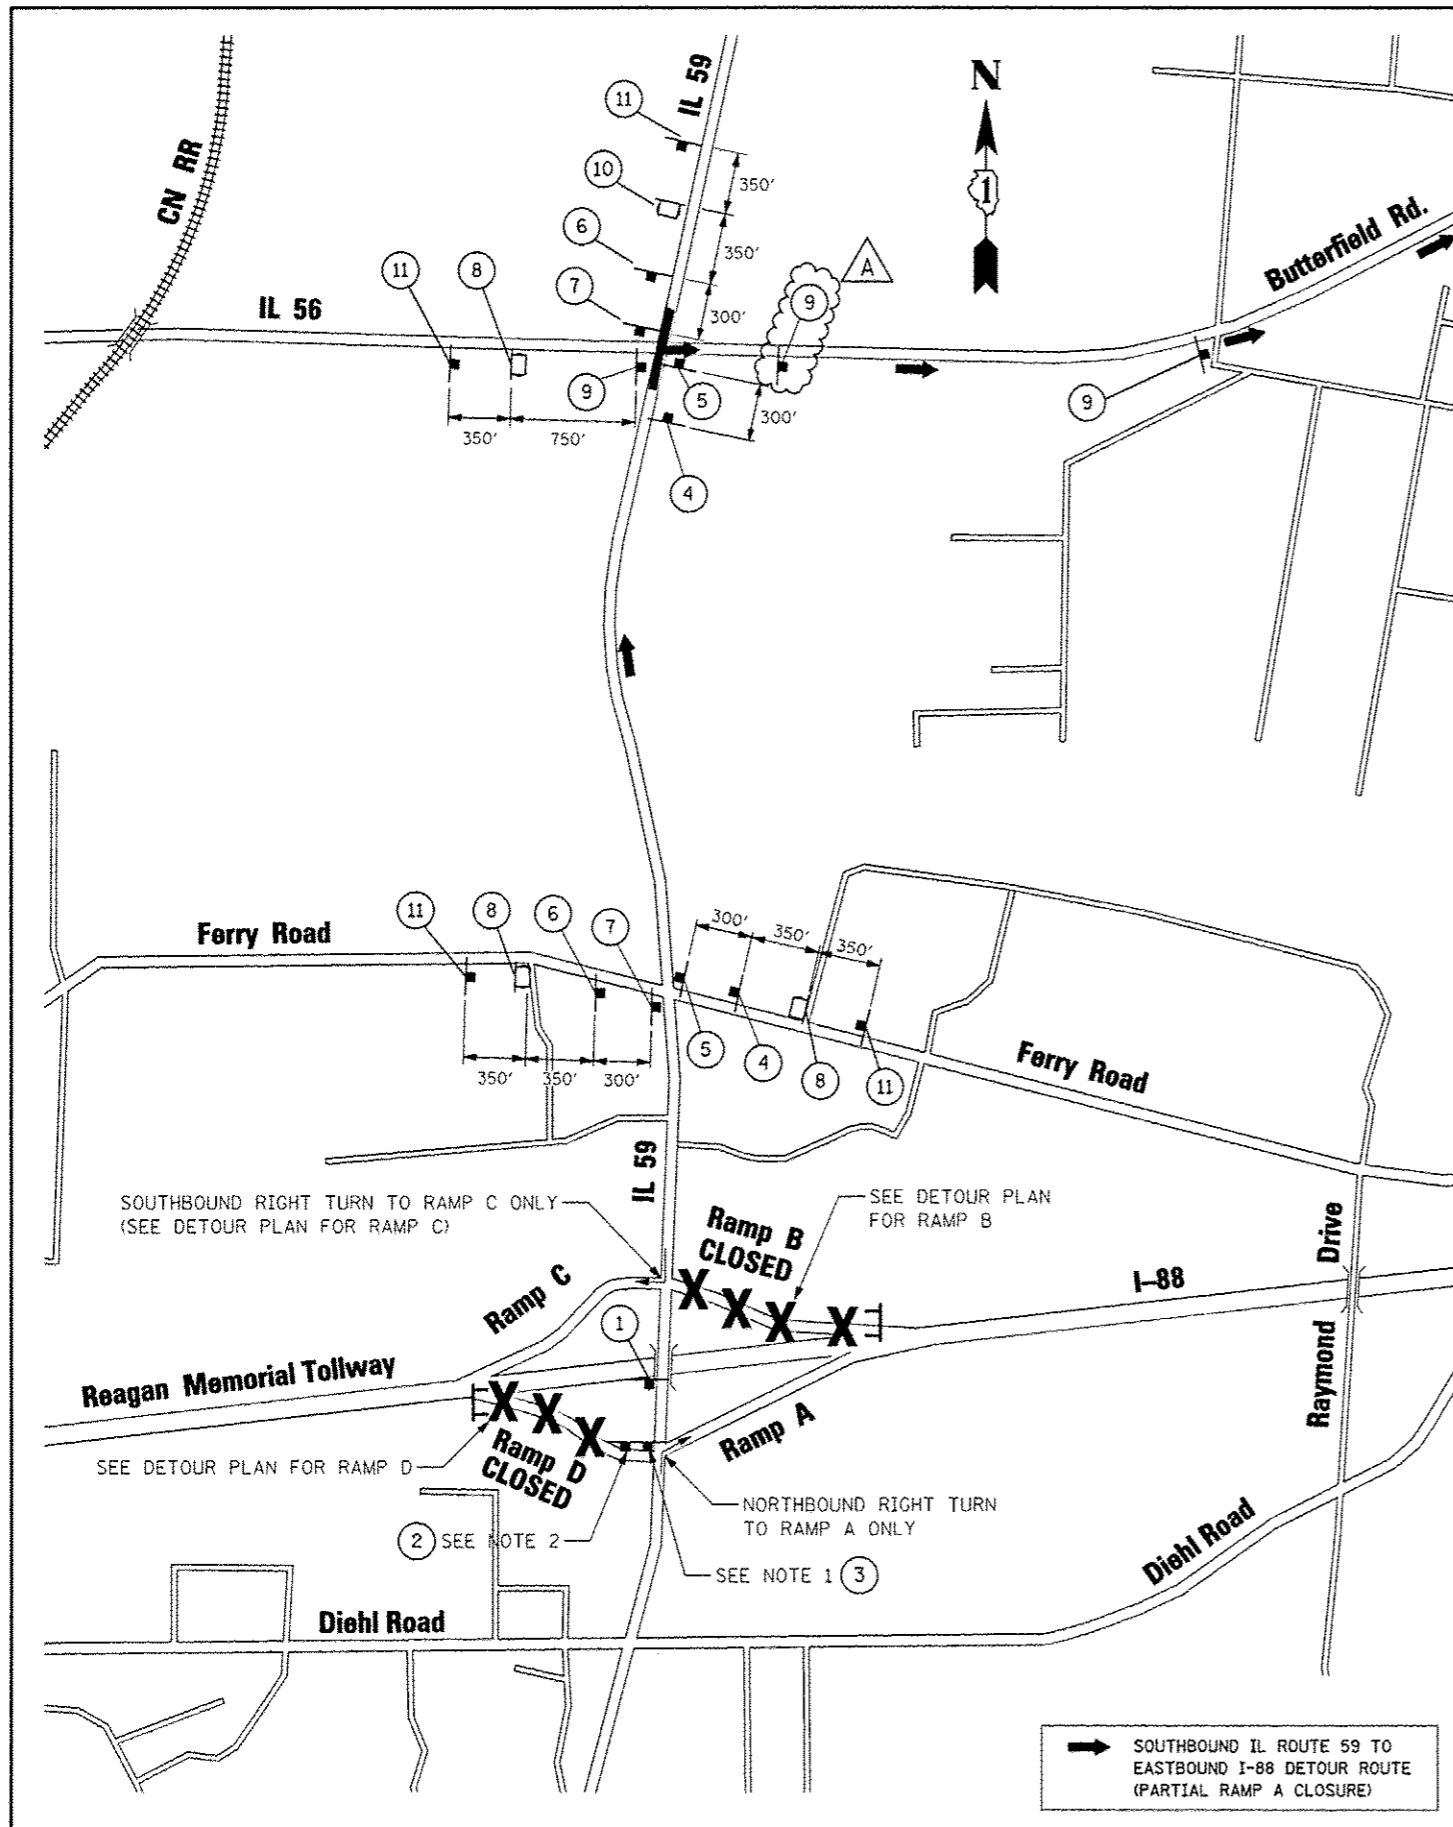 IL 59
N
1
CN RR
11
350'
10
350'
6
A
11
8
7
9
300'
Butterfield Rd.
IL 56
9
5
9
300'
350'
750'
4
11
8
6
7
300'
350'
350'
Ferry Road
5
4
8
11
350'
350'
300'
Ferry Road
IL 59
SOUTHBOUND RIGHT TURN TO RAMP C ONLY
(SEE DETOUR PLAN FOR RAMP C)
SEE DETOUR PLAN
FOR RAMP B
Ramp B
CLOSED
Raymond Drive
I-88
Ramp C
1
Reagan Memorial Tollway
Ramp A
SEE DETOUR PLAN FOR RAMP D
Ramp D
CLOSED
NORTHBOUND RIGHT TURN
TO RAMP A ONLY
2 SEE NOTE 2
SEE NOTE 1 3
Diehl Road
Diehl Road
SOUTHBOUND IL ROUTE 59 TO
EASTBOUND I-88 DETOUR ROUTE
(PARTIAL RAMP A CLOSURE)